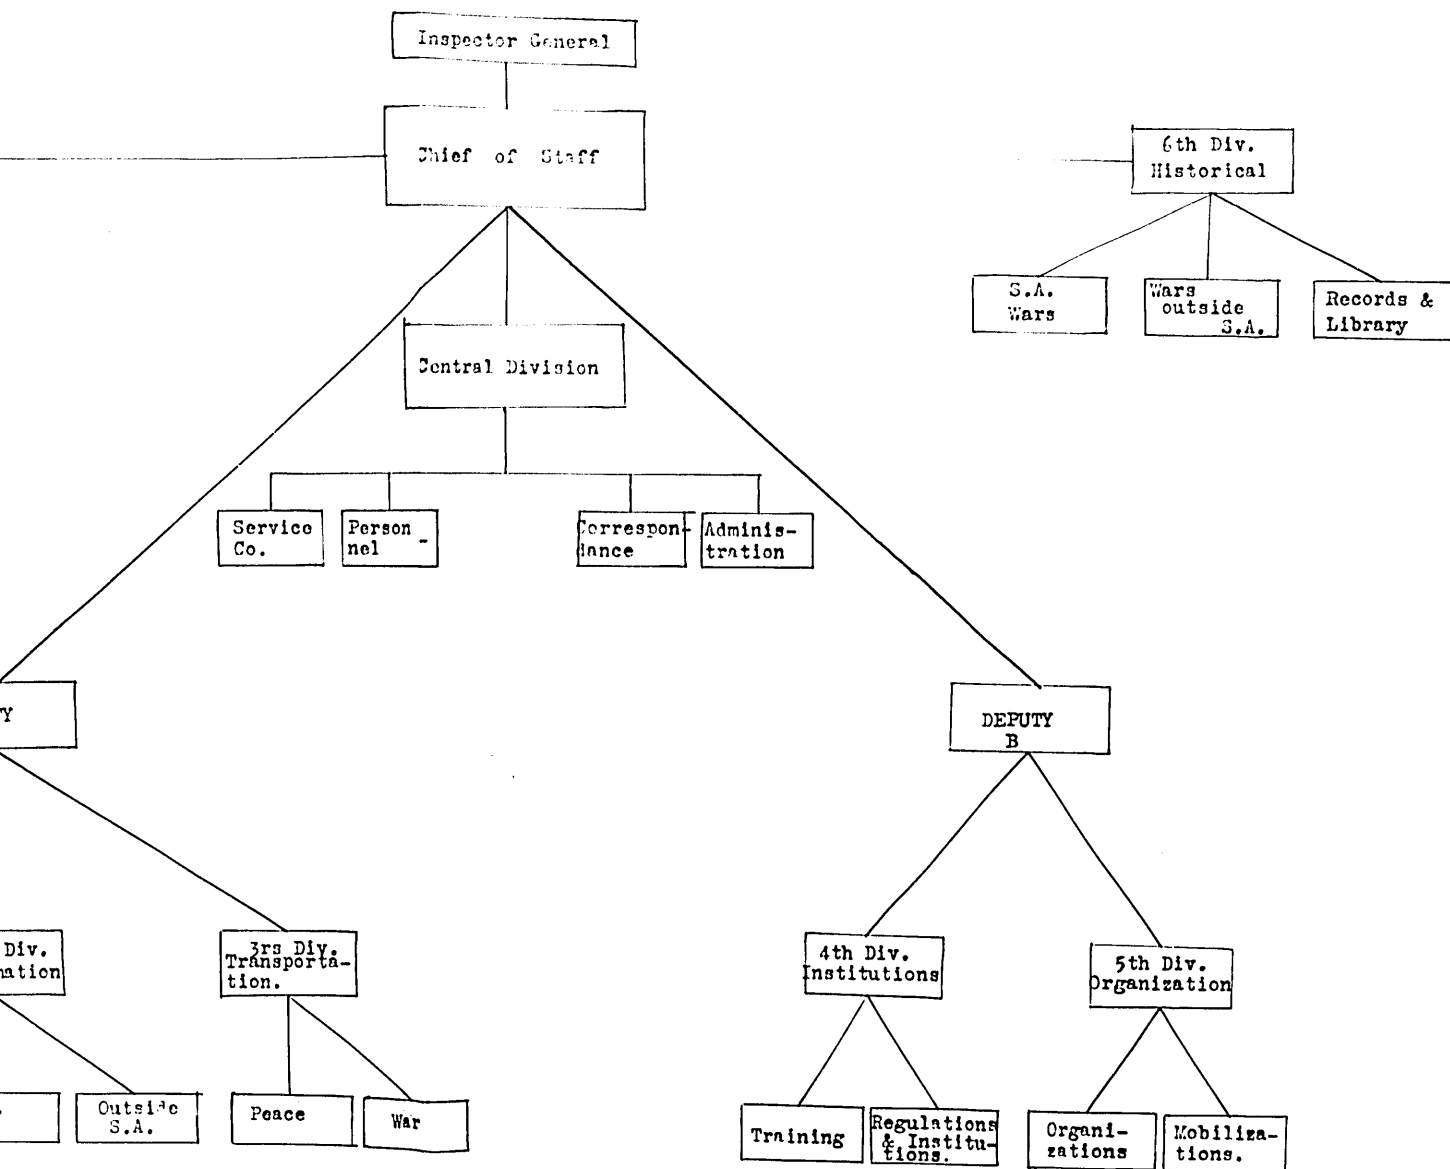 Inspector General
Chief of Staff
6th Div.
Historical
S.A.
Wars
Wars
outside
S.A.
Records &
Library
Central Division
Service
Co.
Person-
nel
Correspon-
dance
Adminis-
tration
TY
DEPUTY
B
Div.
mation
3rs Div.
Transporta-
tion.
4th Div.
Institutions
5th Div.
Organization
Outside
S.A.
Peace
War
Training
Regulations
& Institu-
tions.
Organi-
zations
Mobiliza-
tions.